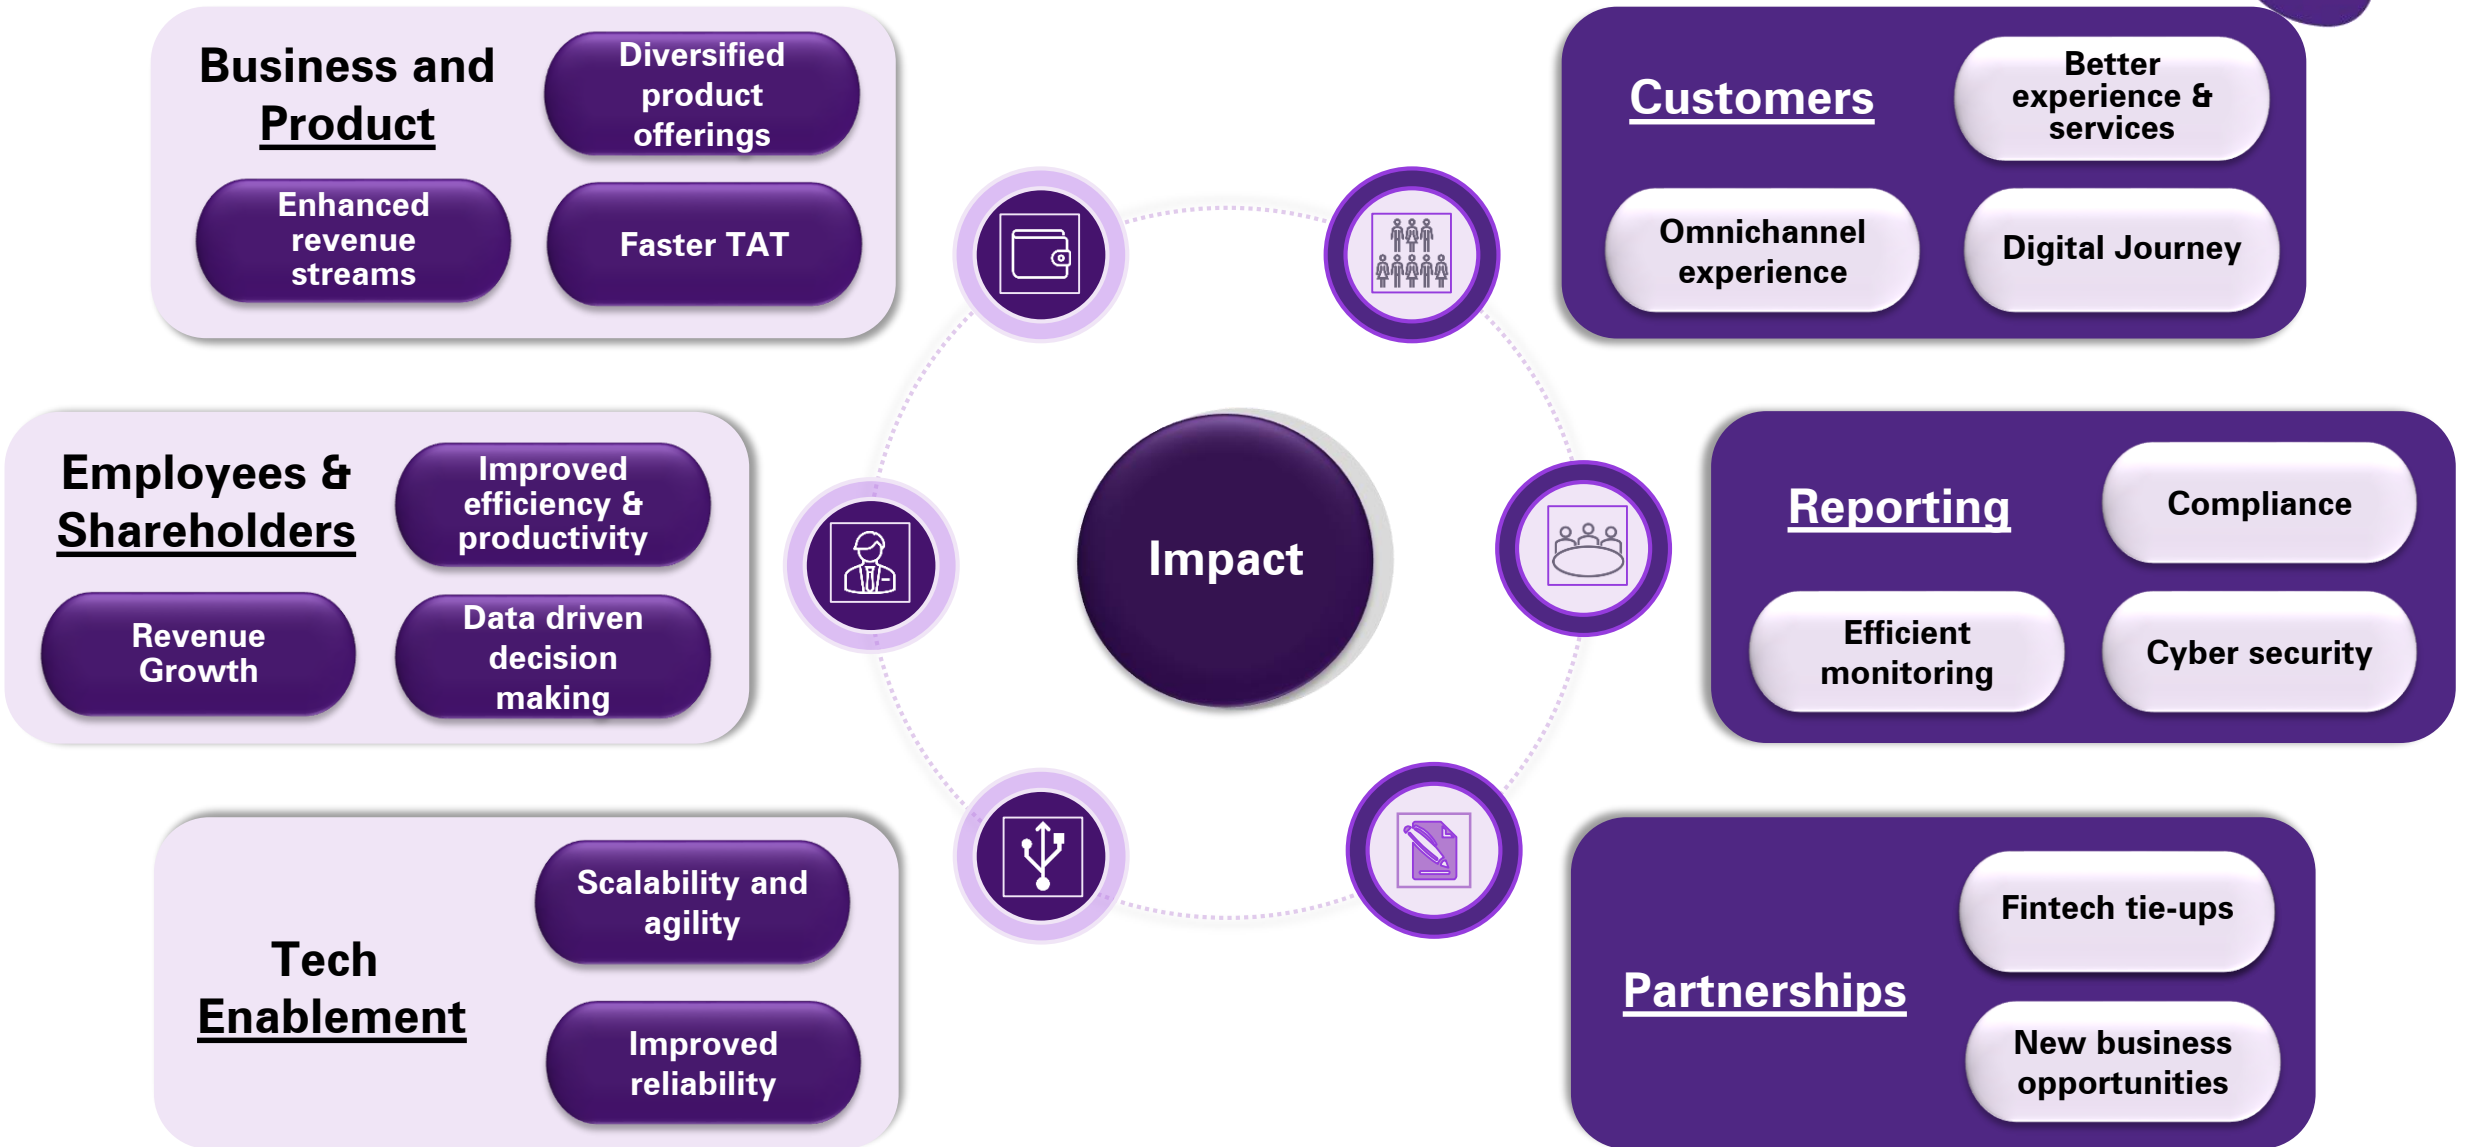 Business and
Product
Diversified
product
offerings
Enhanced
revenue
streams
Faster TAT
Customers
Better
experience &
services
Omnichannel
experience
Digital Journey
Employees &
Shareholders
Improved
efficiency &
productivity
Revenue
Growth
Data driven
decision
making
Impact
Reporting
Compliance
Efficient
monitoring
Cyber security
Tech
Enablement
Scalability and
agility
Improved
reliability
Partnerships
Fintech tie-ups
New business
opportunities